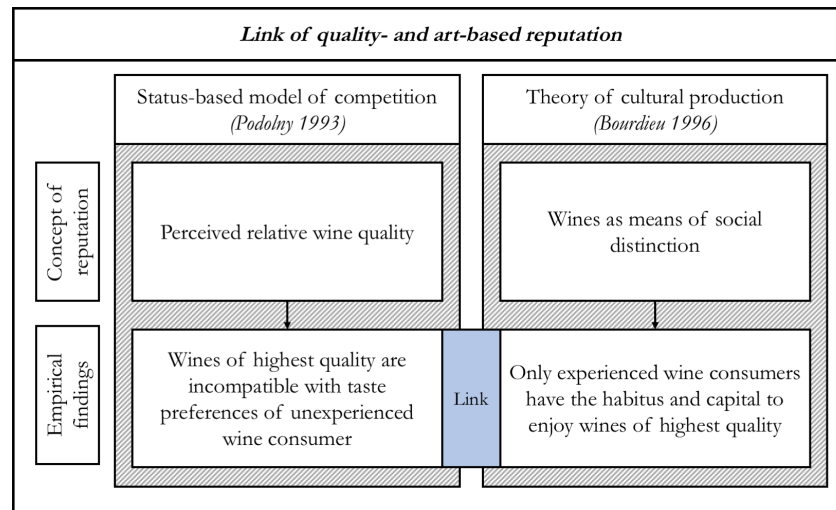 Link of quality- and art-based reputation
Status-based model of competition
(Podolny 1993)
Theory of cultural production
(Bourdieu 1996)
Concept of
reputation
Perceived relative wine quality
Wines as means of social
distinction
Empirical
findings
Wines of highest quality are
incompatible with taste
preferences of unexperienced
wine consumer
Link
Only experienced wine consumers
have the habitus and capital to
enjoy wines of highest quality